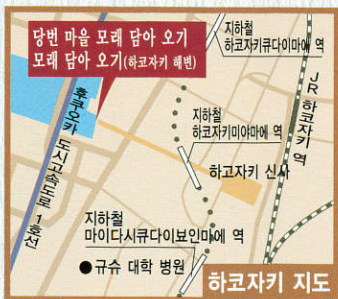 당번 마을 모래 담아 오기
모래 담아 오기(하코자키 해변)
지하철
하코자키큐다이마에 역
후쿠오카 도시고속도로 1호선
JR 하코자키 역
지하철
하코자키미야마에 역
하고자키 신사
지하철
마이다시큐다이뵤인마에 역
●규슈 대학 병원
하코자키 지도